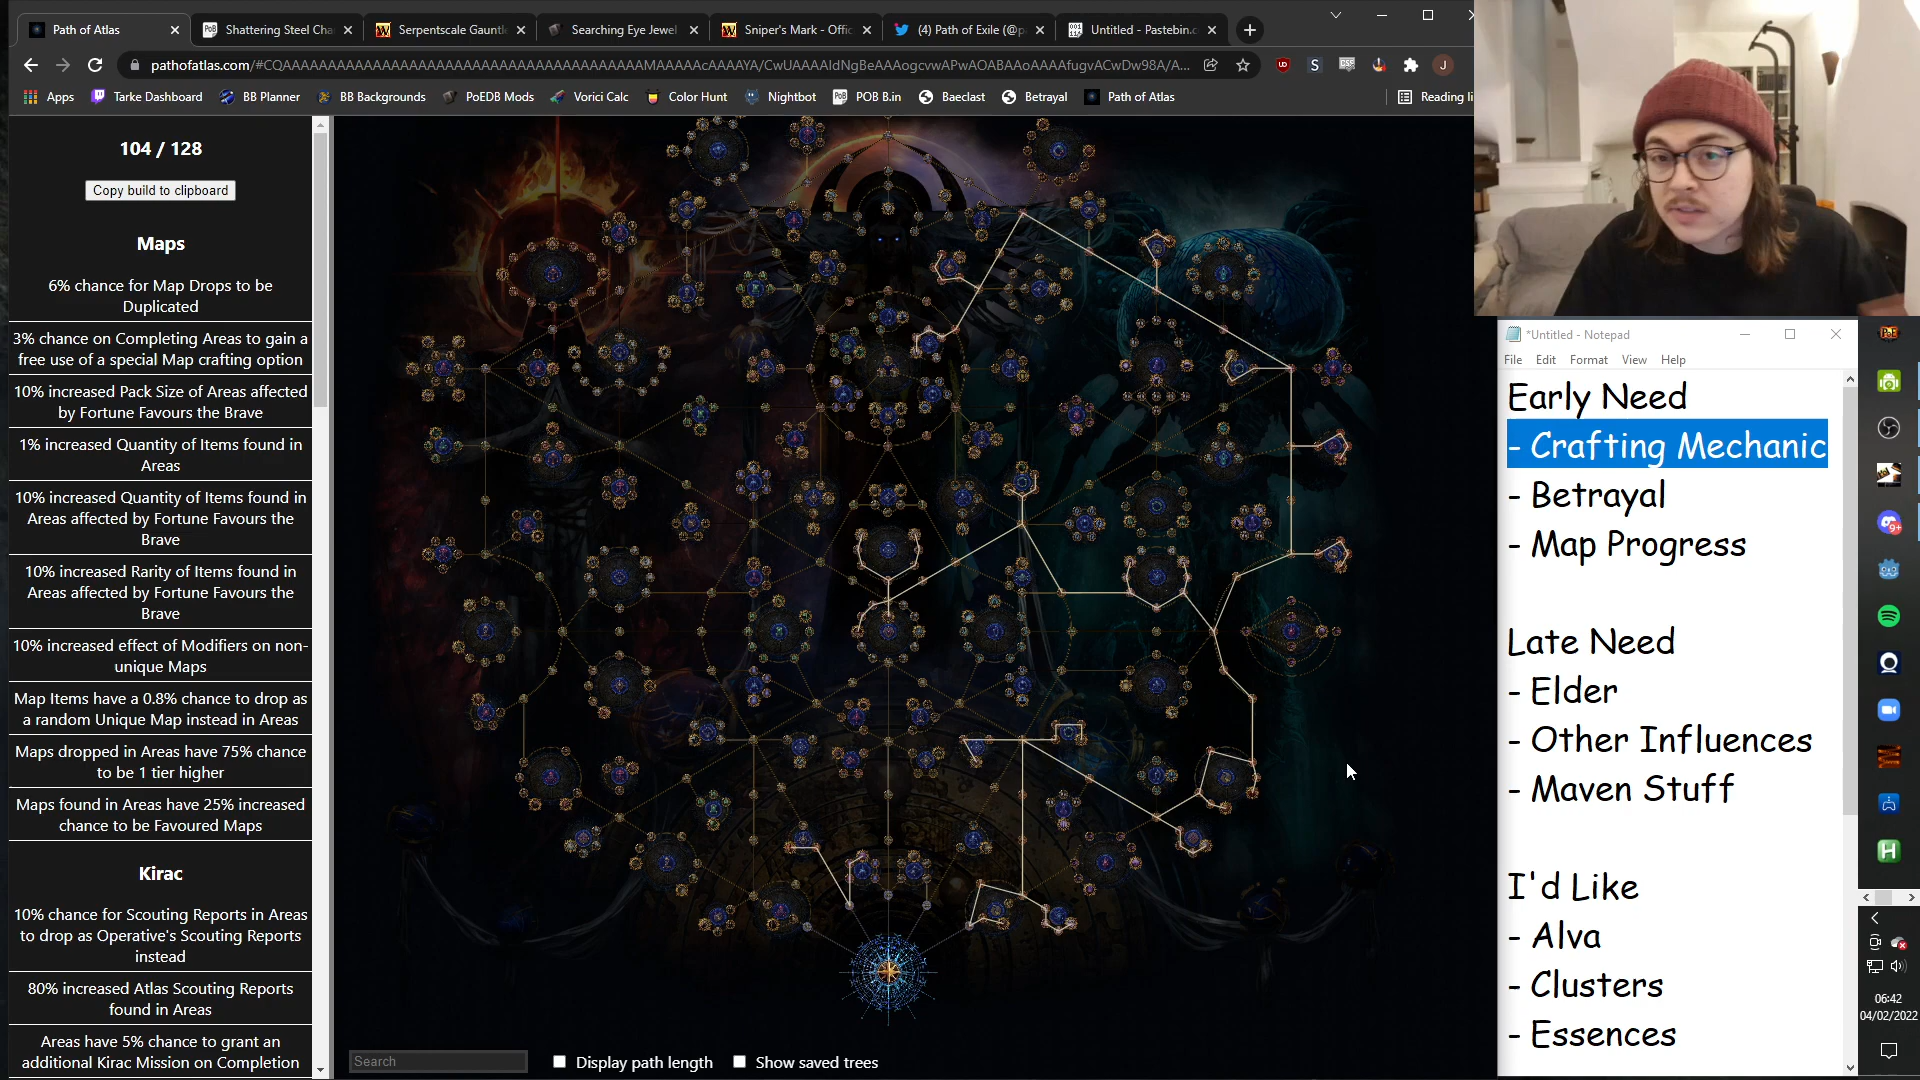 Path of Atlas
Shattering Steel Cha
Serpentscale Gauntle
Searching Eye Jewel
Sniper's Mark - Offic
(4) Path of Exile (@p
Untitled - Pastebin.c
pathofatlas.com/#CQAAAAAAAAAAAAAAAAAAAAAAAAAAAAAAAAAAAAAMAAAAAcAAAAYA/CwUAAAAIdNgBeAAAogcvwAPwAOABAAoAAAAfugvACwDw98A/A...
Apps
Tarke Dashboard
BB Planner
BB Backgrounds
PoEDB Mods
Vorici Calc
Color Hunt
Nightbot
POB B.in
Baeclast
Betrayal
Path of Atlas
Reading li
104 / 128
Copy build to clipboard
Maps
6% chance for Map Drops to be
Duplicated
3% chance on Completing Areas to gain a
free use of a special Map crafting option
10% increased Pack Size of Areas affected
by Fortune Favours the Brave
1% increased Quantity of Items found in
Areas
10% increased Quantity of Items found in
Areas affected by Fortune Favours the
Brave
10% increased Rarity of Items found in
Areas affected by Fortune Favours the
Brave
10% increased effect of Modifiers on non-
unique Maps
Map Items have a 0.8% chance to drop as
a random Unique Map instead in Areas
Maps dropped in Areas have 75% chance
to be 1 tier higher
Maps found in Areas have 25% increased
chance to be Favoured Maps
Kirac
10% chance for Scouting Reports in Areas
to drop as Operative's Scouting Reports
instead
80% increased Atlas Scouting Reports
found in Areas
Areas have 5% chance to grant an
additional Kirac Mission on Completion
Search
Display path length
Show saved trees
*Untitled - Notepad
File Edit Format View Help
Early Need
- Crafting Mechanic
- Betrayal
- Map Progress
Late Need
- Elder
- Other Influences
- Maven Stuff
I'd Like
- Alva
- Clusters
- Essences
06:42
04/02/2022